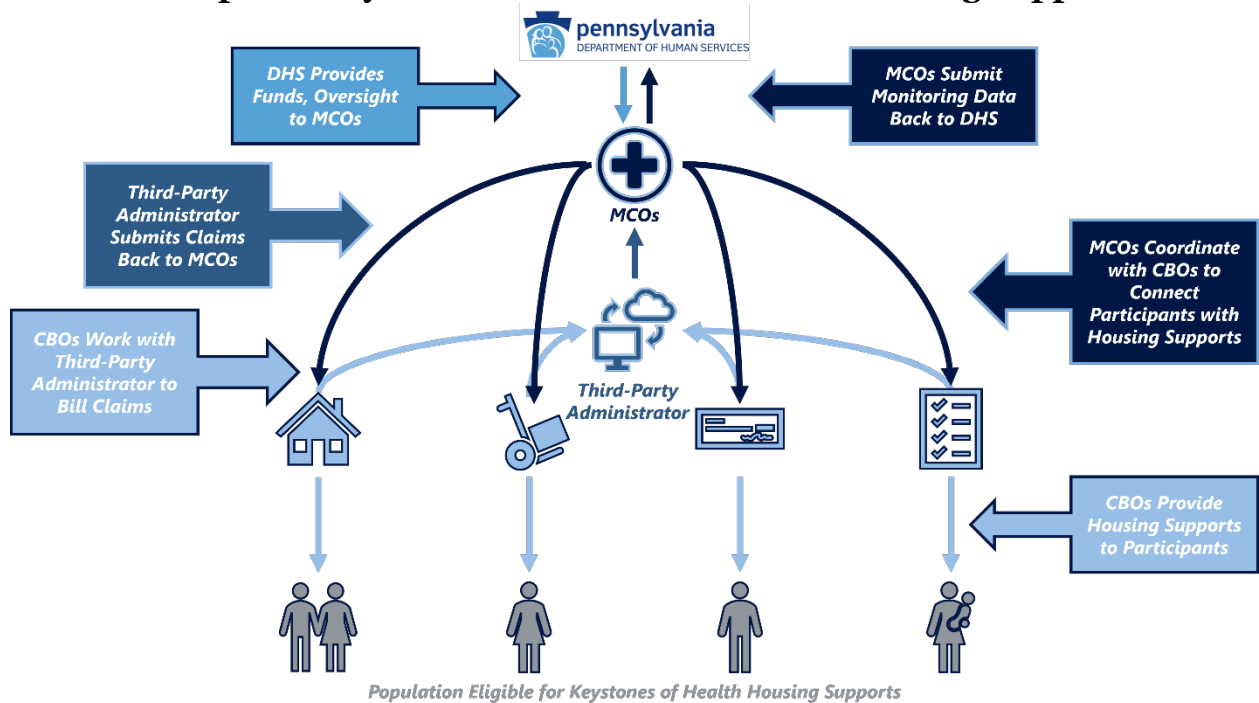 pennsylvania
DEPARTMENT OF HUMAN SERVICES
DHS Provides
Funds, Oversight
to MCOs
MCOs Submit
Monitoring Data
Back to DHS
Third-Party
Administrator
Submits Claims
Back to MCOs
MCOs
MCOs Coordinate
with CBOs to
Connect
Participants with
Housing Supports
CBOs Work with
Third-Party
Administrator to
Bill Claims
Third-Party
Administrator
CBOs Provide
Housing Supports
to Participants
Population Eligible for Keystones of Health Housing Supports